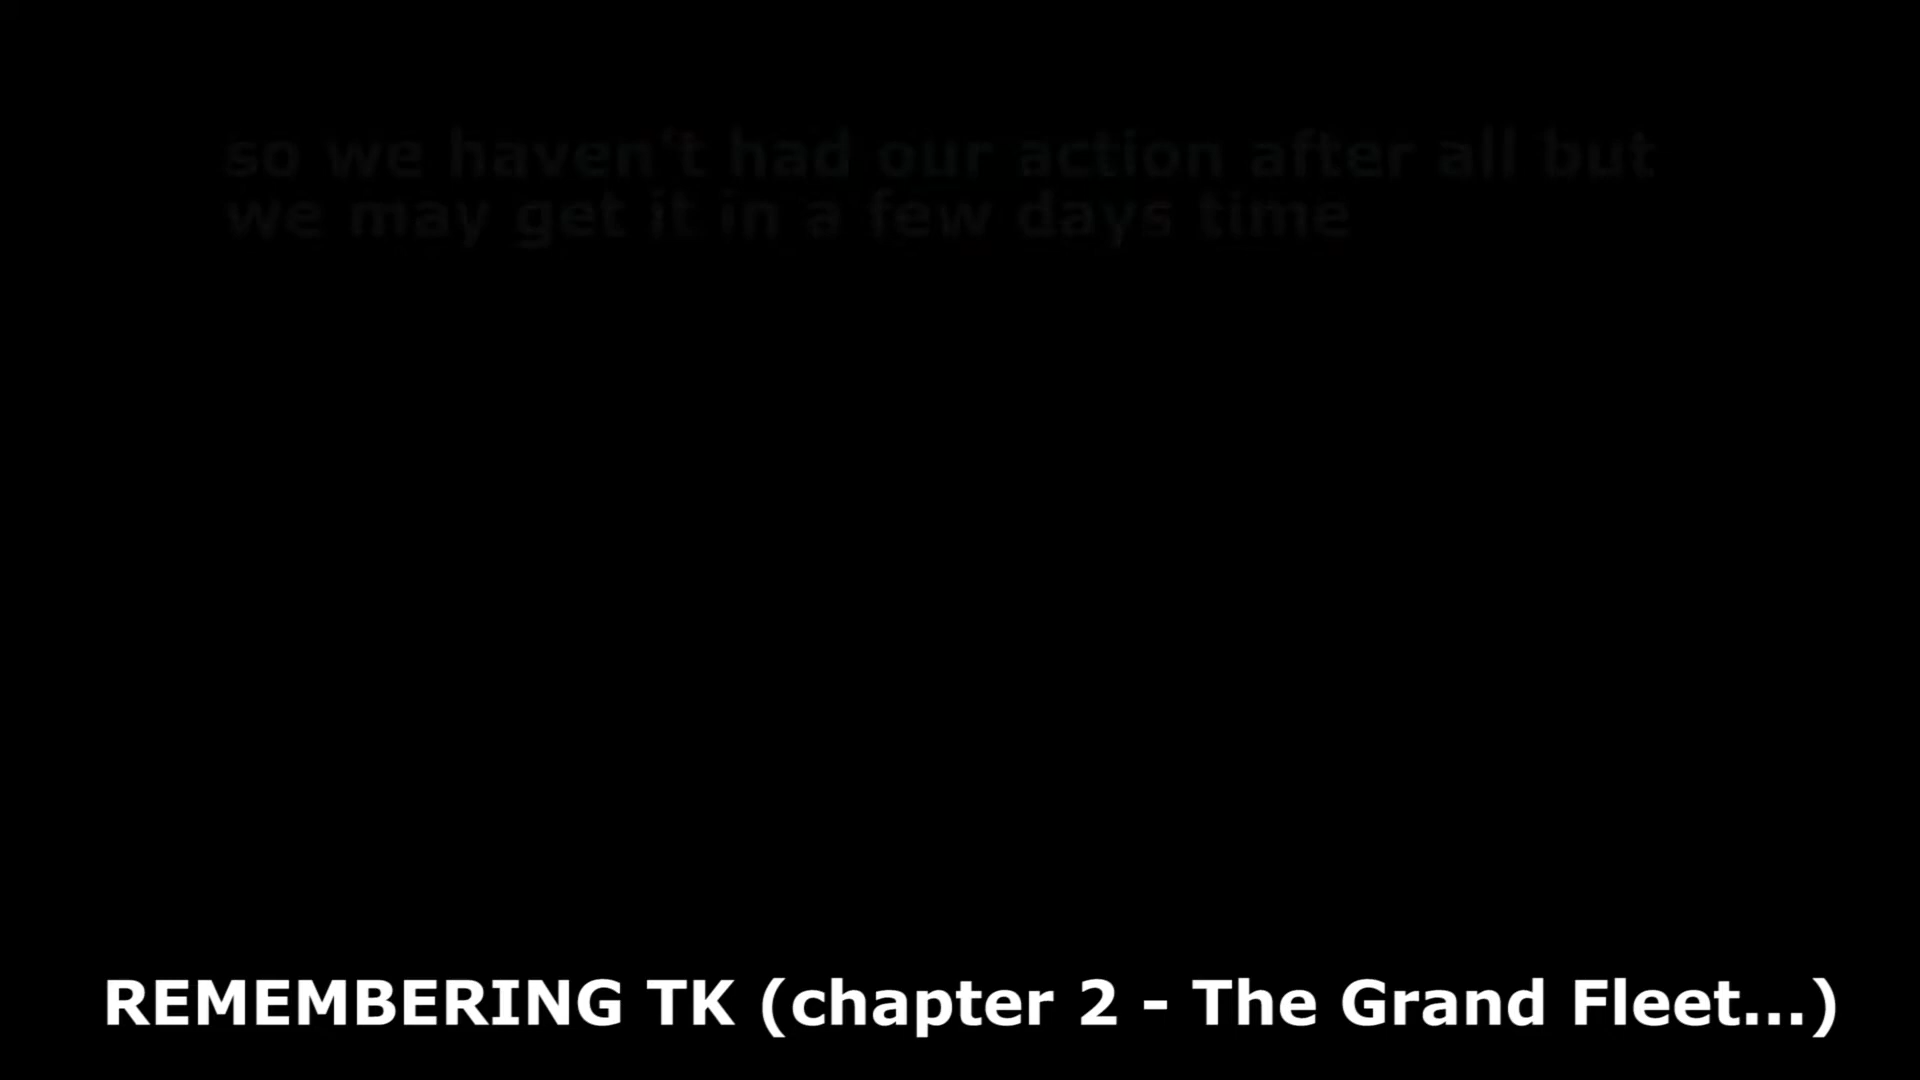 so we haven't had our action after all but
we may get it in a few days time
REMEMBERING TK (chapter 2 - The Grand Fleet...)